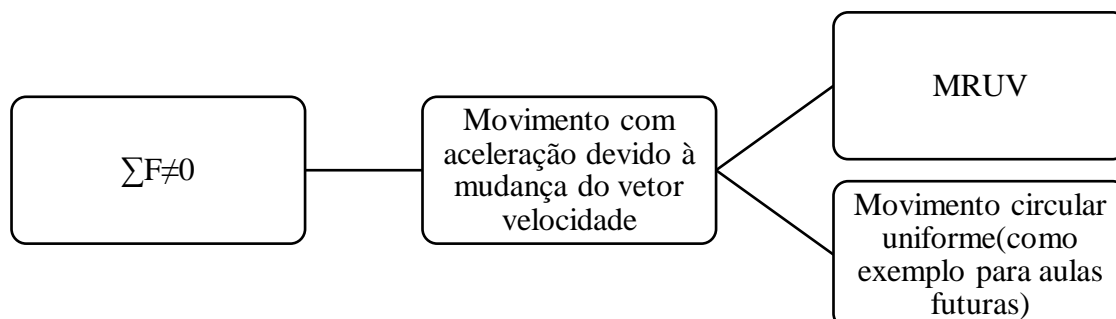 ∑F≠0
Movimento com
aceleração devido à
mudança do vetor
velocidade
MRUV
Movimento circular
uniforme(como
exemplo para aulas
futuras)